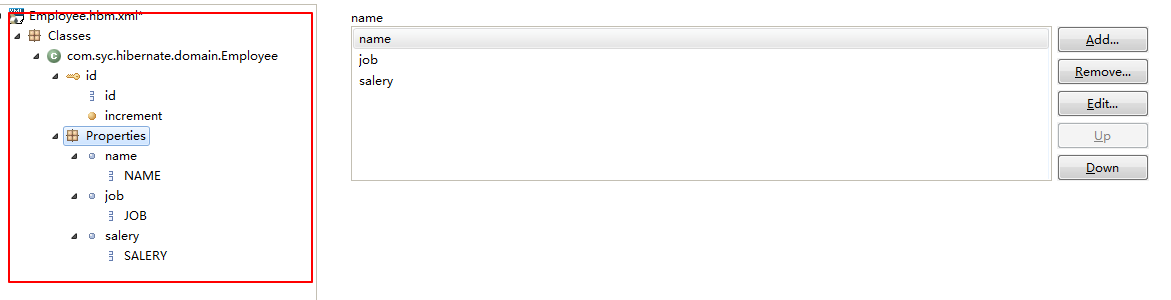 Employee.hbm.xml*
Classes
com.syc.hibernate.domain.Employee
id
id
increment
Properties
name
NAME
job
JOB
salery
SALERY
name
name
job
salery
Add...
Remove...
Edit...
Up
Down